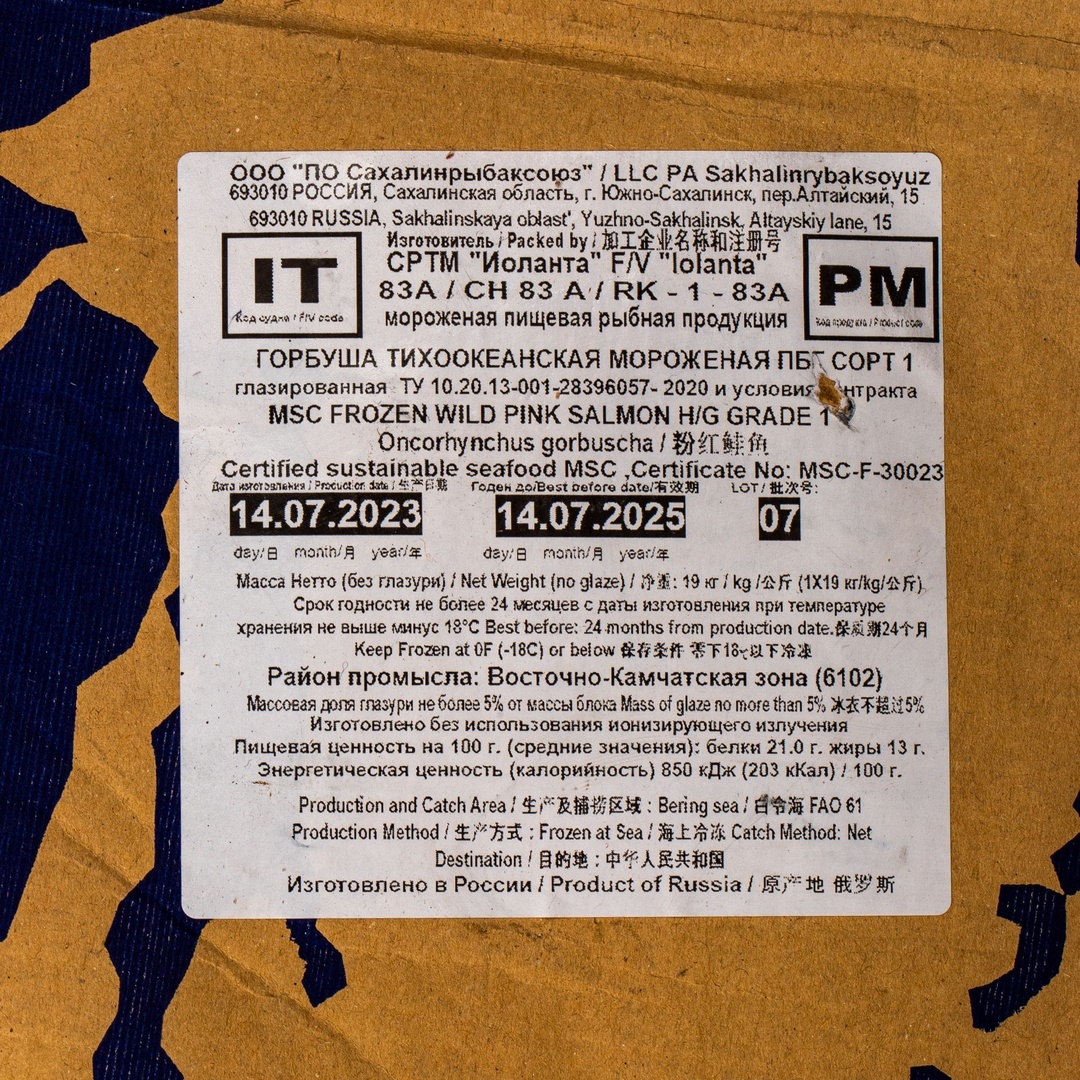 ООО "ПО Сахалинрыбаксоюз" / LLC PA Sakhalinrybaksoyuz
693010 РОССИЯ, Сахалинская область, г. Южно-Сахалинск, пер.Алтайский, 15
693010 RUSSIA, Sakhalinskaya oblast', Yuzhno-Sakhalinsk, Altayskiy lane, 15
Изготовитель / Packed by / 加工企业名称和注册号
IT
Код судна / F/V code
СРТМ "Иоланта" F/V "Iolanta"
83A / CH 83 A / RK - 1 - 83A
мороженая пищевая рыбная продукция
PM
Код продукта / Product code
ГОРБУША ТИХООКЕАНСКАЯ МОРОЖЕНАЯ ПБГ СОРТ 1
глазированная ТУ 10.20.13-001-28396057- 2020 и условия
MSC FROZEN WILD PINK SALMON H/G GRADE 1
Oncorhynchus gorbuscha / 粉红鲑鱼
Certified sustainable seafood MSC ,Certificate No: MSC-F-30023
Дата изготовления / Production date / 生产日期 Годен до/Best before date/有效期 LOT / 批次号:
14.07.2023 14.07.2025 07
day/日 month/月 year/年 day/日 month/月 year/年
Масса Нетто (без глазури) / Net Weight (no glaze) / 净重: 19 кг / kg /公斤 (1X19 кг/kg/公斤)
Срок годности не более 24 месяцев с даты изготовления при температуре
хранения не выше минус 18°C Best before: 24 months from production date.保质期24个月
Keep Frozen at 0F (-18C) or below 保存条件 零下18℃以下冷冻
Район промысла: Восточно-Камчатская зона (6102)
Массовая доля глазури не более 5% от массы блока Mass of glaze no more than 5% 冰衣不超过5%
Изготовлено без использования ионизирующего излучения
Пищевая ценность на 100 г. (средние значения): белки 21.0 г. жиры 13 г.
Энергетическая ценность (калорийность) 850 кДж (203 кКал) / 100 г.
Production and Catch Area / 生产及捕捞区域 : Bering sea / 白令海 FAO 61
Production Method / 生产方式 : Frozen at Sea / 海上冷冻 Catch Method: Net
Destination / 目的地 : 中华人民共和国
Изготовлено в России / Product of Russia / 原产地 俄罗斯